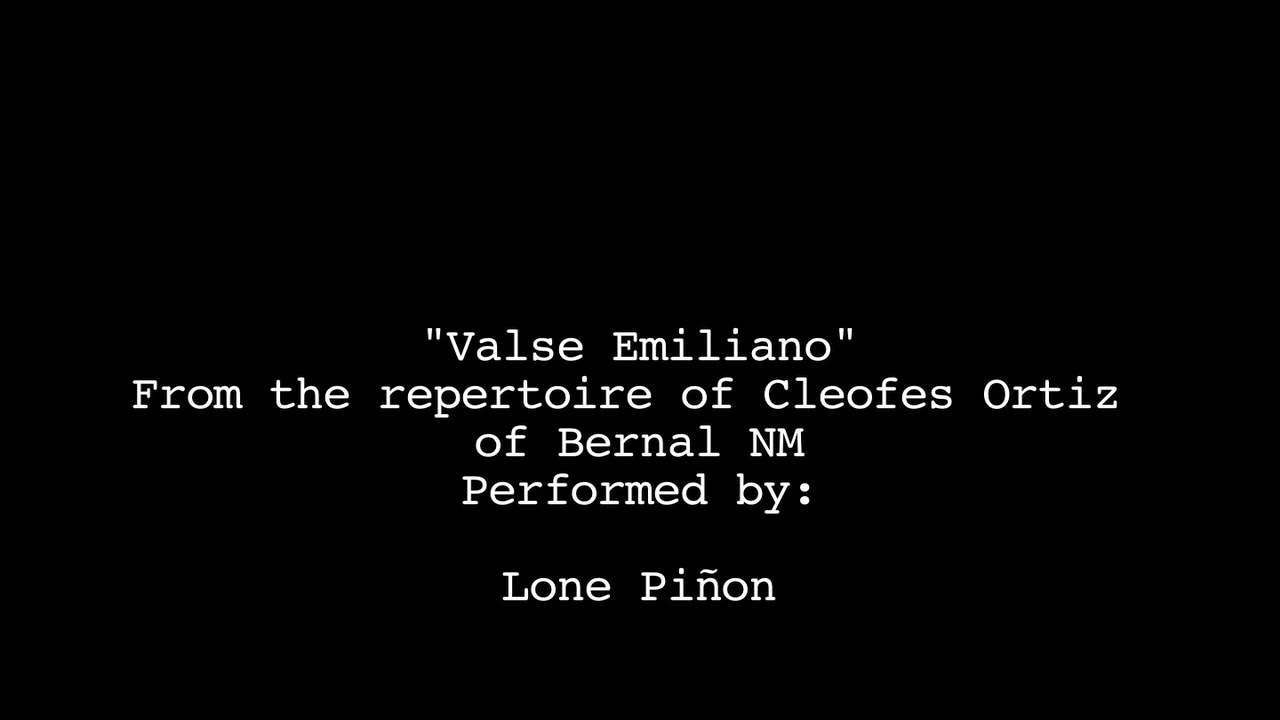 "Valse Emiliano"
From the repertoire of Cleofes Ortiz
of Bernal NM
Performed by:
Lone Piñon